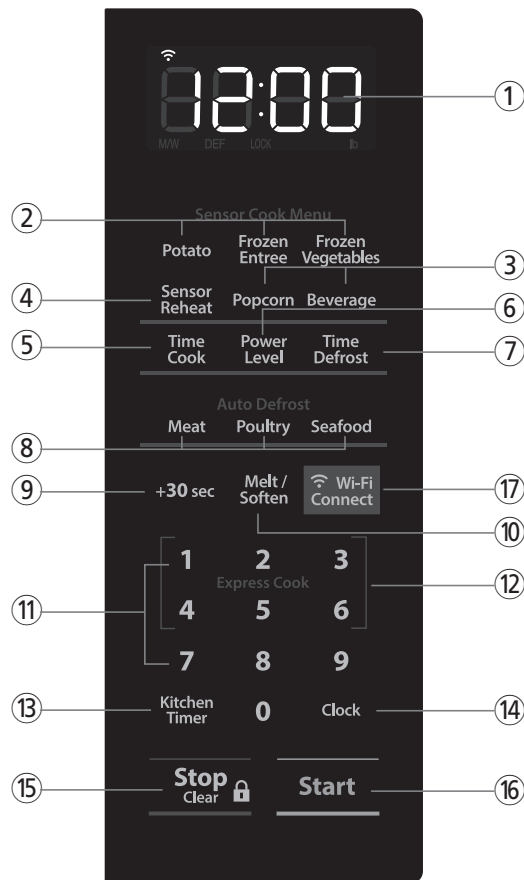 12:00
①
M/W DEF LOCK lb
② Sensor Cook Menu
Potato Frozen Entree Frozen Vegetables
③
④ Sensor Reheat Popcorn Beverage
⑥
⑤ Time Cook Power Level Time Defrost ⑦
Auto Defrost
⑧ Meat Poultry Seafood
⑨ +30 sec Melt / Soften Wi-Fi Connect ⑰
⑩
1 2 3
Express Cook ⑫
⑪ 4 5 6
7 8 9
⑬ Kitchen Timer 0 Clock ⑭
⑮ Stop Clear Start ⑯